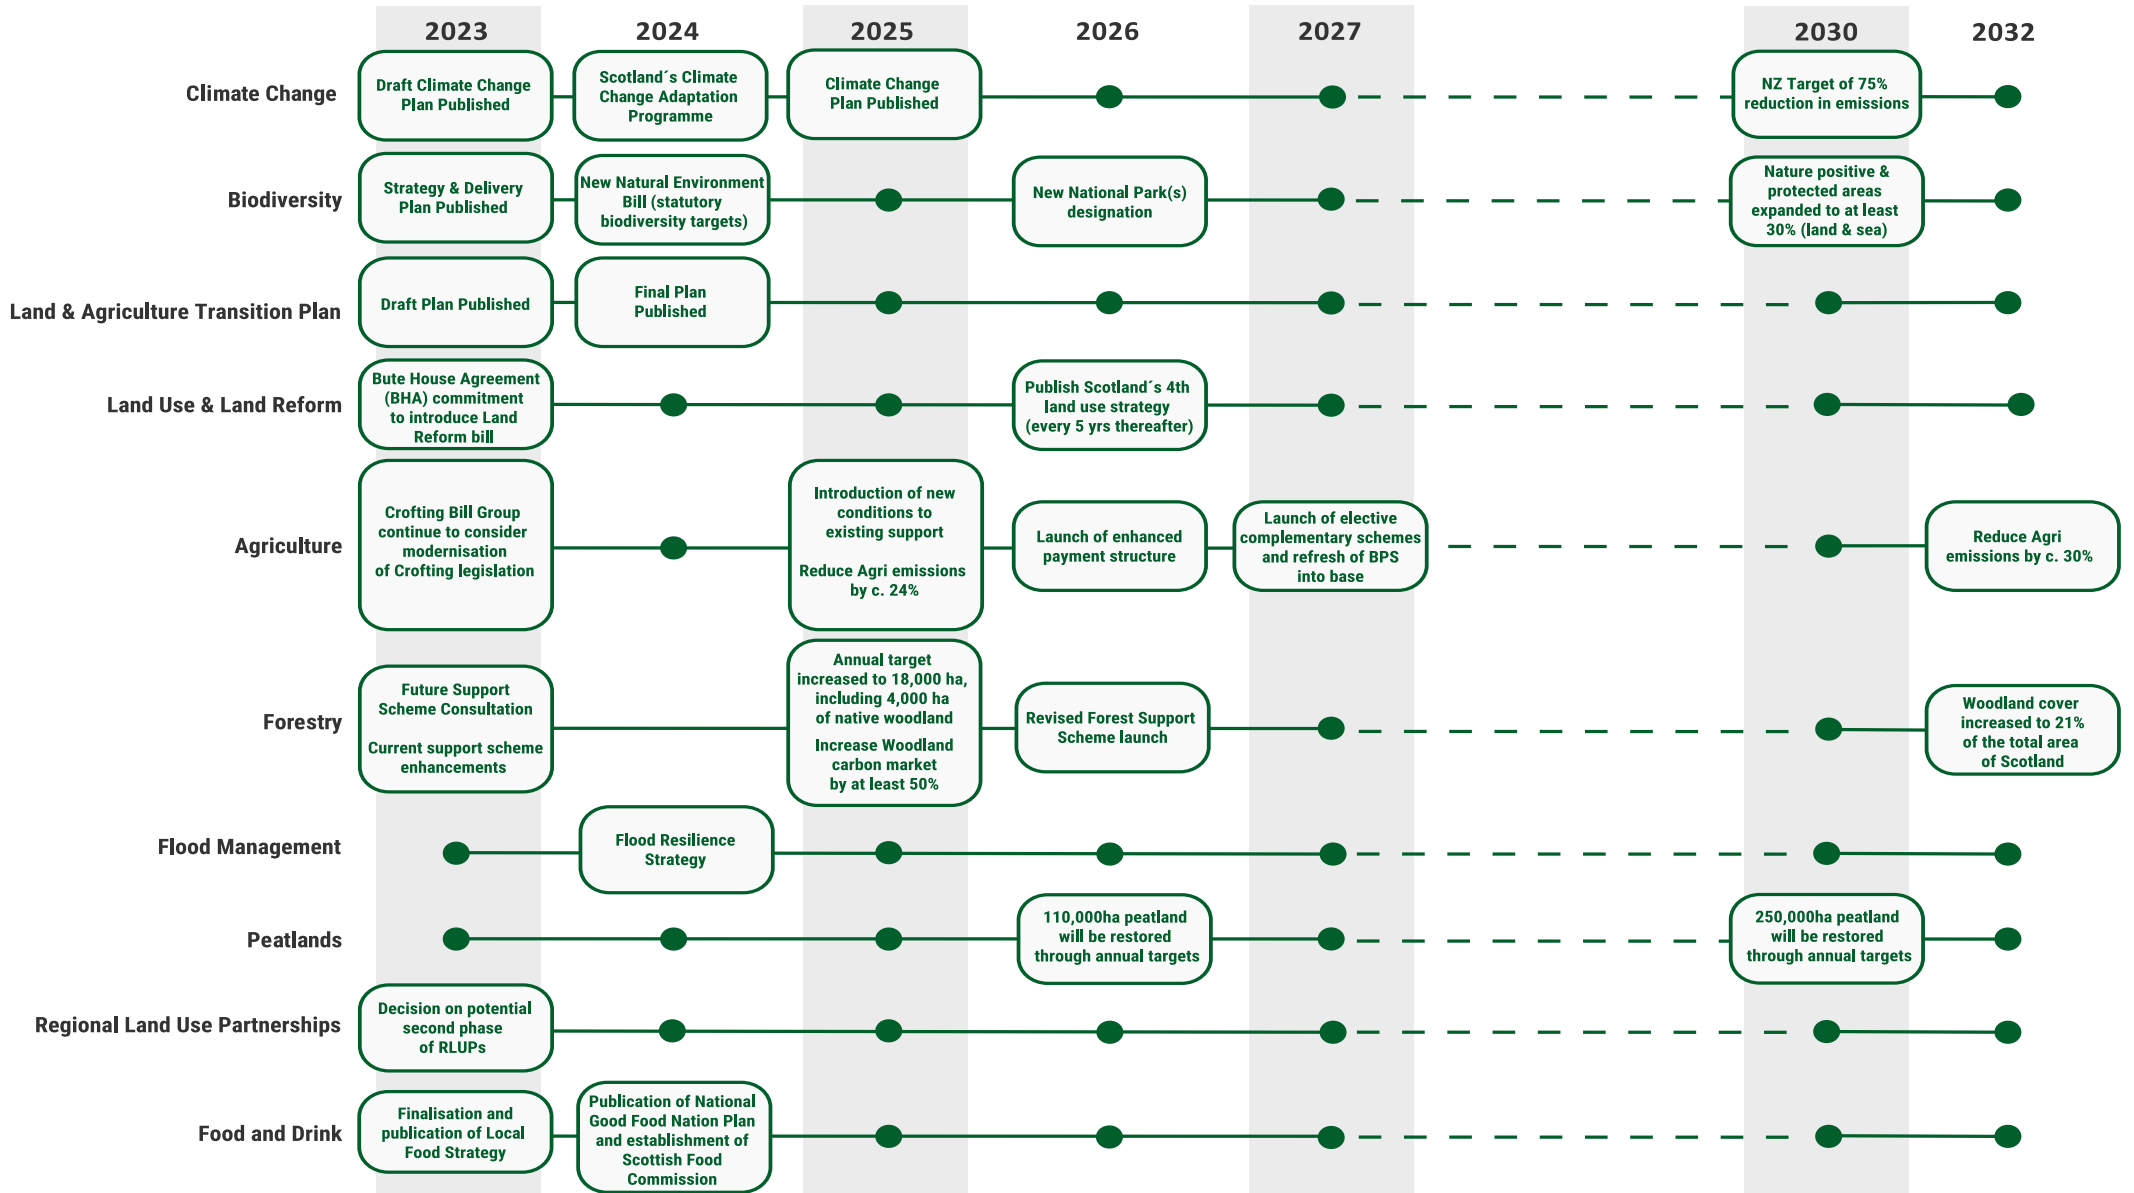 2023 2024 2025 2026 2027 2030 2032
Climate Change
Draft Climate Change
Plan Published
Scotland´s Climate
Change Adaptation
Programme
Climate Change
Plan Published
NZ Target of 75%
reduction in emissions
Biodiversity
Strategy & Delivery
Plan Published
New Natural Environment
Bill (statutory
biodiversity targets)
New National Park(s)
designation
Nature positive &
protected areas
expanded to at least
30% (land & sea)
Land & Agriculture Transition Plan
Draft Plan Published
Final Plan
Published
Land Use & Land Reform
Bute House Agreement
(BHA) commitment
to introduce Land
Reform bill
Publish Scotland´s 4th
land use strategy
(every 5 yrs thereafter)
Agriculture
Crofting Bill Group
continue to consider
modernisation
of Crofting legislation
Introduction of new
conditions to
existing support
Reduce Agri emissions
by c. 24%
Launch of enhanced
payment structure
Launch of elective
complementary schemes
and refresh of BPS
into base
Reduce Agri
emissions by c. 30%
Forestry
Future Support
Scheme Consultation
Current support scheme
enhancements
Annual target
increased to 18,000 ha,
including 4,000 ha
of native woodland
Increase Woodland
carbon market
by at least 50%
Revised Forest Support
Scheme launch
Woodland cover
increased to 21%
of the total area
of Scotland
Flood Management
Flood Resilience
Strategy
Peatlands
110,000ha peatland
will be restored
through annual targets
250,000ha peatland
will be restored
through annual targets
Regional Land Use Partnerships
Decision on potential
second phase
of RLUPs
Food and Drink
Finalisation and
publication of Local
Food Strategy
Publication of National
Good Food Nation Plan
and establishment of
Scottish Food
Commission